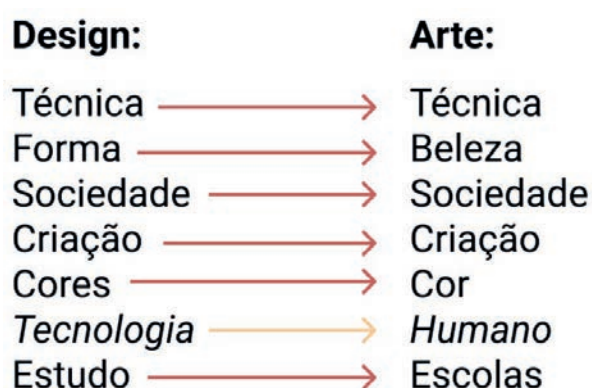 Design: Arte:
Técnica Técnica
Forma Beleza
Sociedade Sociedade
Criação Criação
Cores Cor
Tecnologia Humano
Estudo Escolas